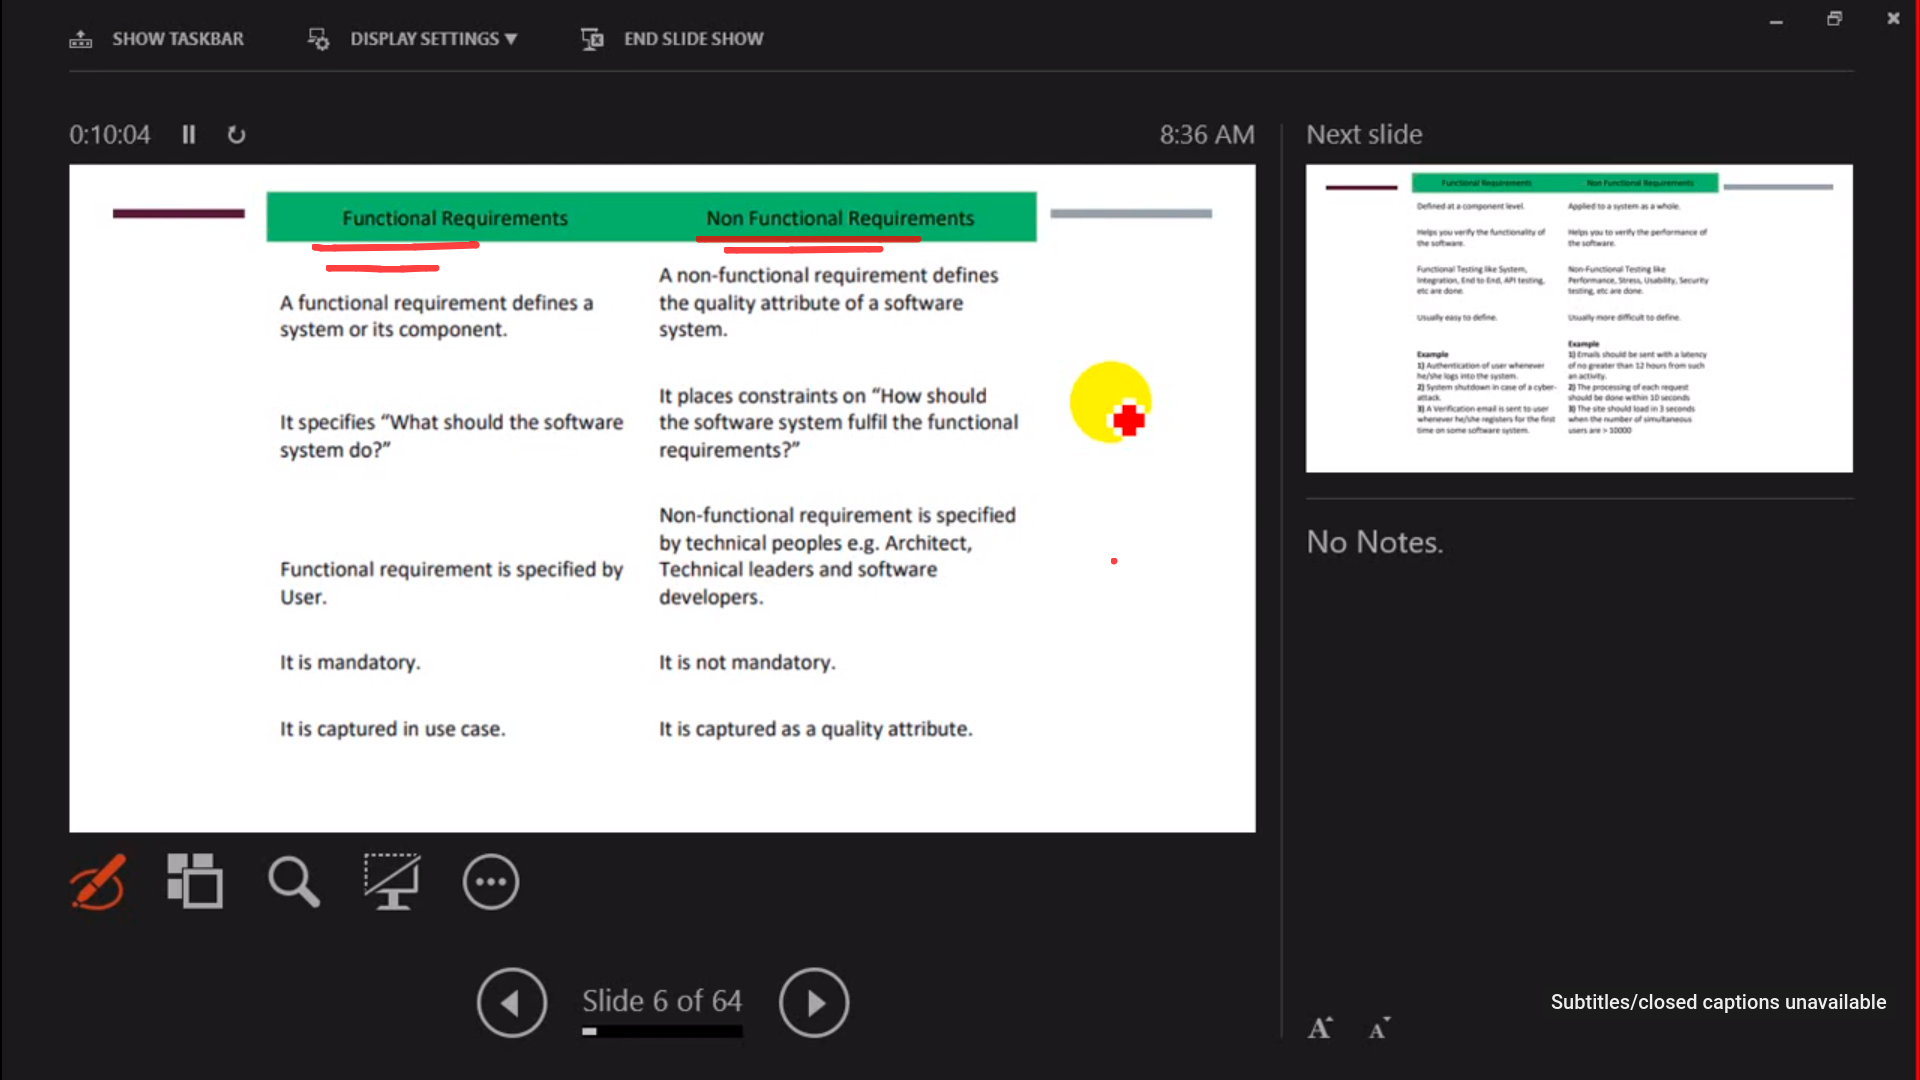 SHOW TASKBAR
DISPLAY SETTINGS ▼
END SLIDE SHOW
0:10:04
8:36 AM
Functional Requirements
Non Functional Requirements
A functional requirement defines a
system or its component.
A non-functional requirement defines
the quality attribute of a software
system.
It specifies “What should the software
system do?”
It places constraints on “How should
the software system fulfil the functional
requirements?”
Functional requirement is specified by
User.
Non-functional requirement is specified
by technical peoples e.g. Architect,
Technical leaders and software
developers.
It is mandatory.
It is not mandatory.
It is captured in use case.
It is captured as a quality attribute.
Slide 6 of 64
Next slide
Functional Requirements
Non Functional Requirements
Defined at a component level.
Applied to a system as a whole.
Helps you verify the functionality of
the software.
Helps you to verify the performance of
the software.
Functional Testing like System,
Integration, End to End, API testing,
etc are done.
Non-Functional Testing like
Performance, Stress, Usability, Security
testing, etc are done.
Usually easy to define.
Usually more difficult to define.
Example
1) Authentication of user whenever
he/she logs into the system.
2) System shutdown in case of a cyber-
attack.
3) A Verification email is sent to user
whenever he/she registers for the first
time on some software system.
Example
1) Emails should be sent with a latency
of no greater than 12 hours from such
an activity.
2) The processing of each request
should be done within 10 seconds
3) The site should load in 3 seconds
when the number of simultaneous
users are > 10000
No Notes.
Subtitles/closed captions unavailable
A A